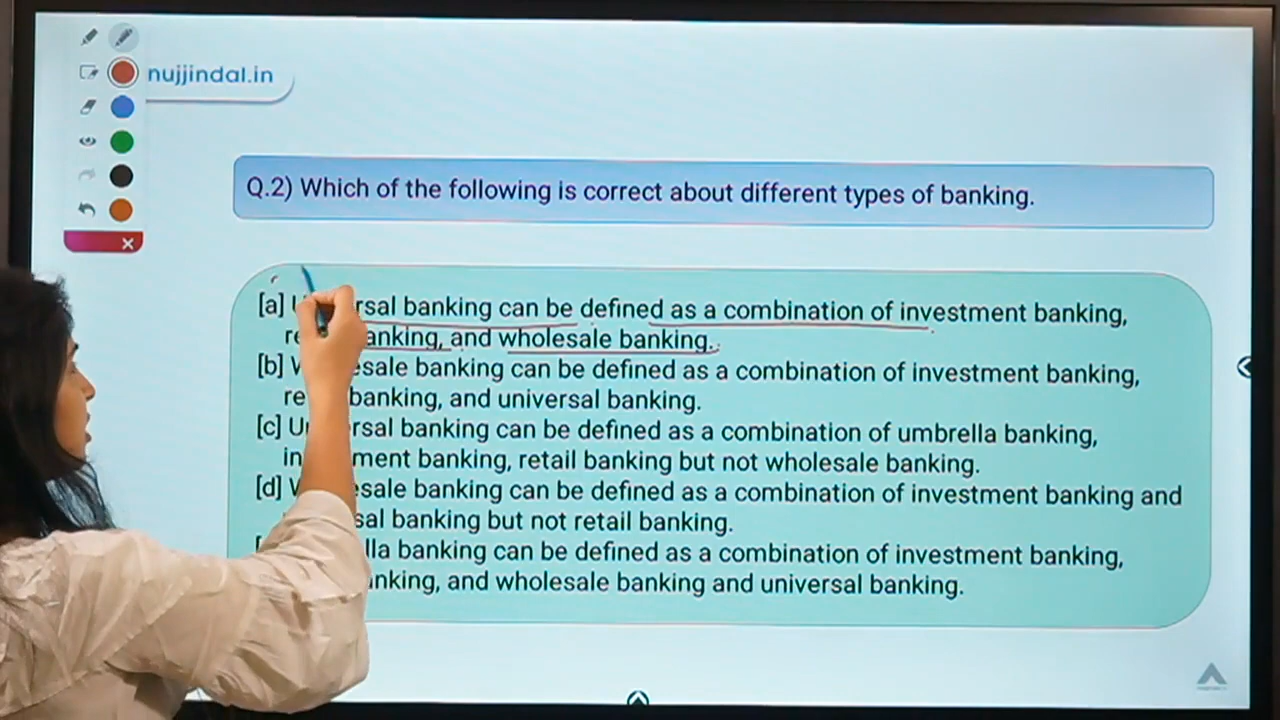 nujjindal.in
Q.2) Which of the following is correct about different types of banking.
[a] rsal banking can be defined as a combination of investment banking,
anking, and wholesale banking.
[b] esale banking can be defined as a combination of investment banking,
banking, and universal banking.
[c] rsal banking can be defined as a combination of umbrella banking,
ment banking, retail banking but not wholesale banking.
[d] esale banking can be defined as a combination of investment banking and
sal banking but not retail banking.
lla banking can be defined as a combination of investment banking,
nking, and wholesale banking and universal banking.